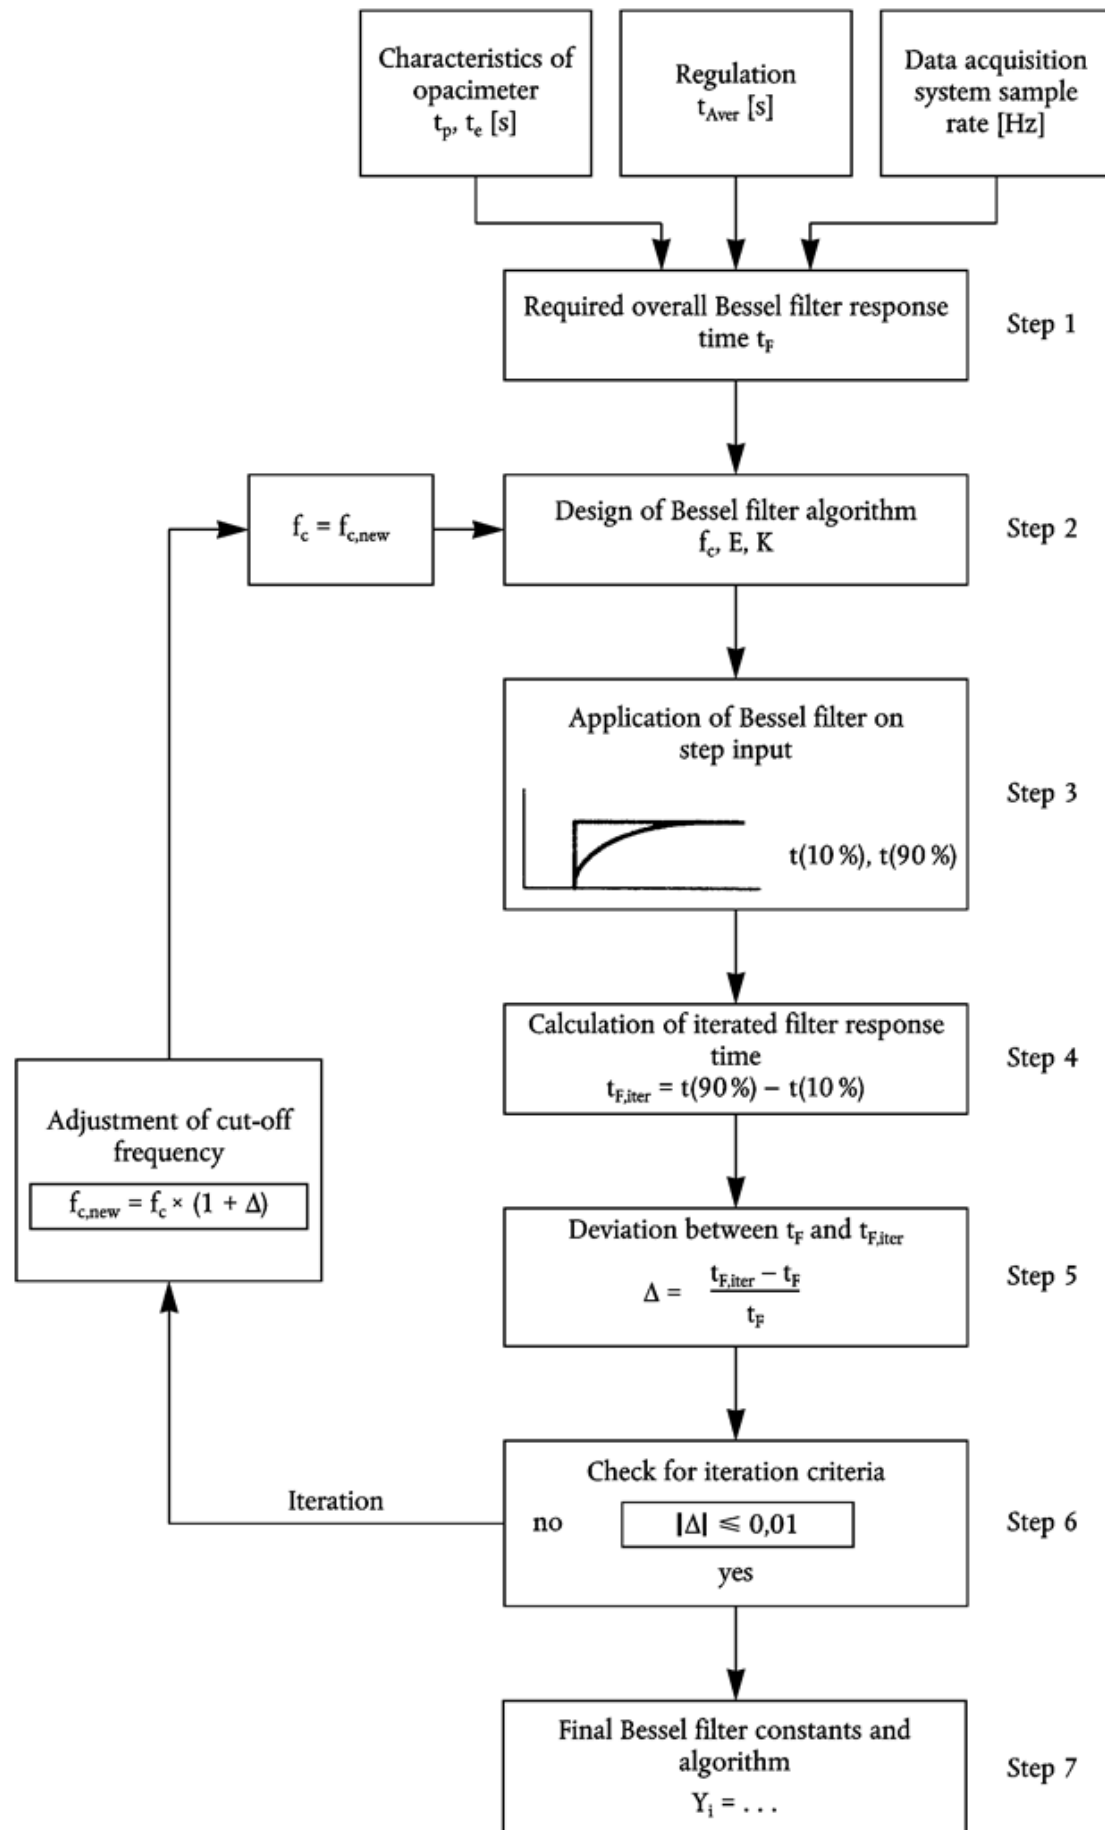 Characteristics of
opacimeter
tp, te [s]
Regulation
tAver [s]
Data acquisition
system sample
rate [Hz]
Required overall Bessel filter response
time tF
Step 1
fc = fc,new
Design of Bessel filter algorithm
fc, E, K
Step 2
Application of Bessel filter on
step input
t(10 %), t(90 %)
Step 3
Calculation of iterated filter response
time
tF,iter = t(90 %) − t(10 %)
Step 4
Adjustment of cut-off
frequency
fc,new = fc × (1 + Δ)
Deviation between tF and tF,iter
Δ = tF,iter − tF
tF
Step 5
Iteration
Check for iteration criteria
no
|Δ| ⩽ 0,01
yes
Step 6
Final Bessel filter constants and
algorithm
Yi = . . .
Step 7